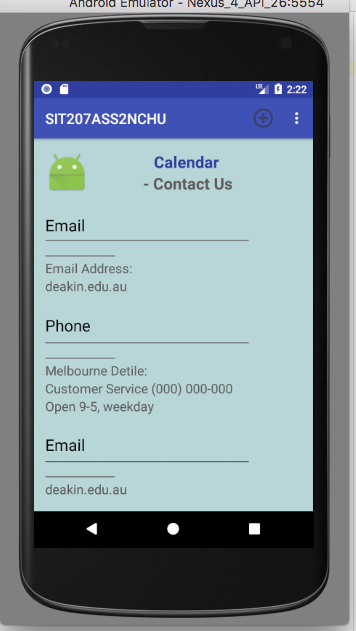 Android Emulator - Nexus_4_API_26:5554
LTE 2:22
SIT207ASS2NCHU
Calendar
- Contact Us
Email
Email Address:
deakin.edu.au
Phone
Melbourne Detile:
Customer Service (000) 000-000
Open 9-5, weekday
Email
deakin.edu.au